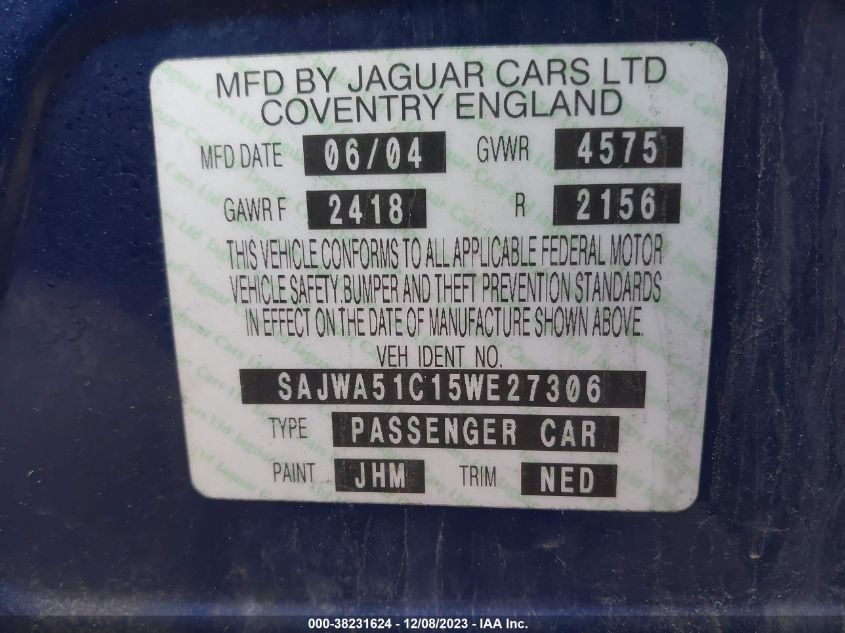 MFD BY JAGUAR CARS LTD
COVENTRY ENGLAND
MFD DATE 06/04 GVWR 4575
GAWR F 2418 R 2156
THIS VEHICLE CONFORMS TO ALL APPLICABLE FEDERAL MOTOR
VEHICLE SAFETY, BUMPER AND THEFT PREVENTION STANDARDS
IN EFFECT ON THE DATE OF MANUFACTURE SHOWN ABOVE.
VEH IDENT NO.
SAJWA51C15WE27306
TYPE PASSENGER CAR
PAINT JHM TRIM NED
000-38231624 - 12/08/2023 - © IAA Inc.